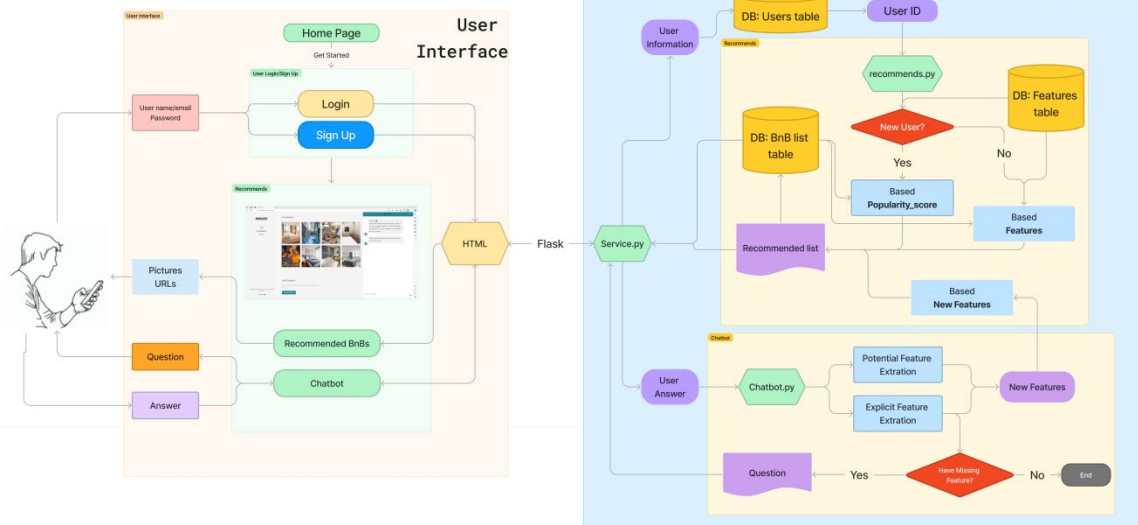 User Interface
User
Interface
Home Page
Get Started
User Login/Sign Up
Login
Sign Up
User name/email
Password
Recommends
HTML
Pictures
URLs
Recommended BnBs
Question
Chatbot
Answer
Flask
Service.py
User
Information
DB: Users table
User ID
Recommends
recommends.py
DB: Features
table
New User?
DB: BnB list
table
Yes
No
Based
Popularity_score
Based
Features
Recommended list
Based
New Features
Chatbot
User
Answer
Chatbot.py
Potential Feature
Extration
Explicit Feature
Extration
New Features
Question
Yes
Have Missing
Feature?
No
End